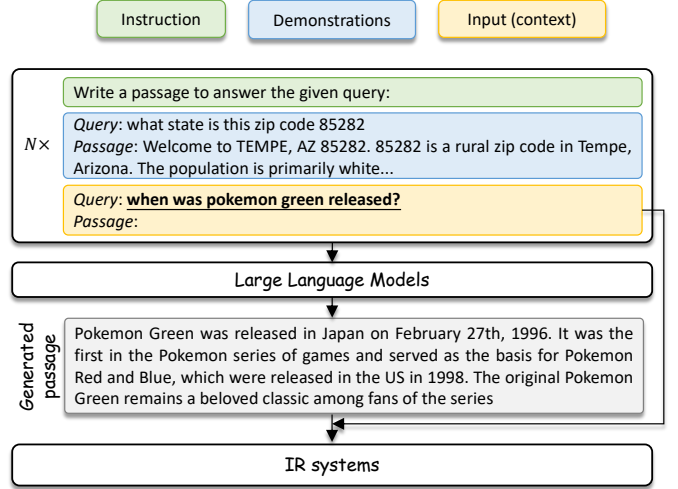 Instruction
Demonstrations
Input (context)
N×
Write a passage to answer the given query:
Query: what state is this zip code 85282
Passage: Welcome to TEMPE, AZ 85282. 85282 is a rural zip code in Tempe,
Arizona. The population is primarily white...
Query: when was pokemon green released?
Passage:
Large Language Models
Generated
passage
Pokemon Green was released in Japan on February 27th, 1996. It was the
first in the Pokemon series of games and served as the basis for Pokemon
Red and Blue, which were released in the US in 1998. The original Pokemon
Green remains a beloved classic among fans of the series
IR systems